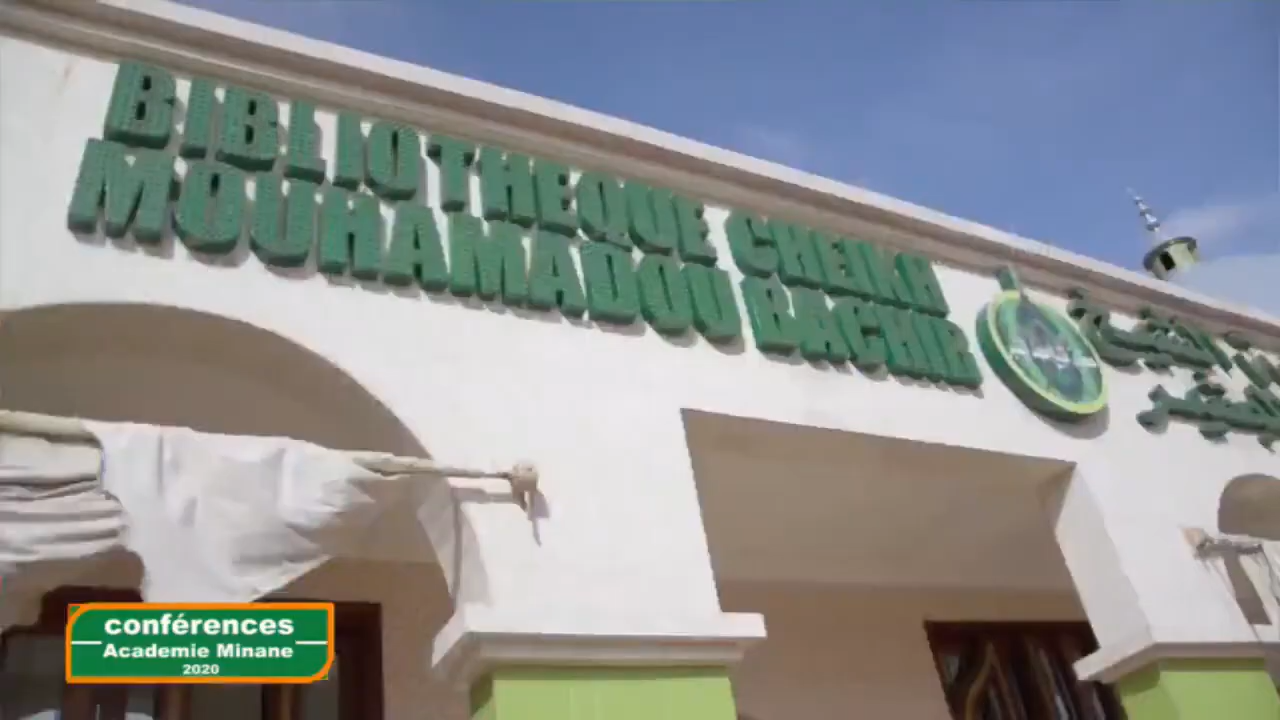 BIBLIOTHEQUE CHEIKH
MOUHAMADOU BACHIR
conférences
Academie Minane
2020